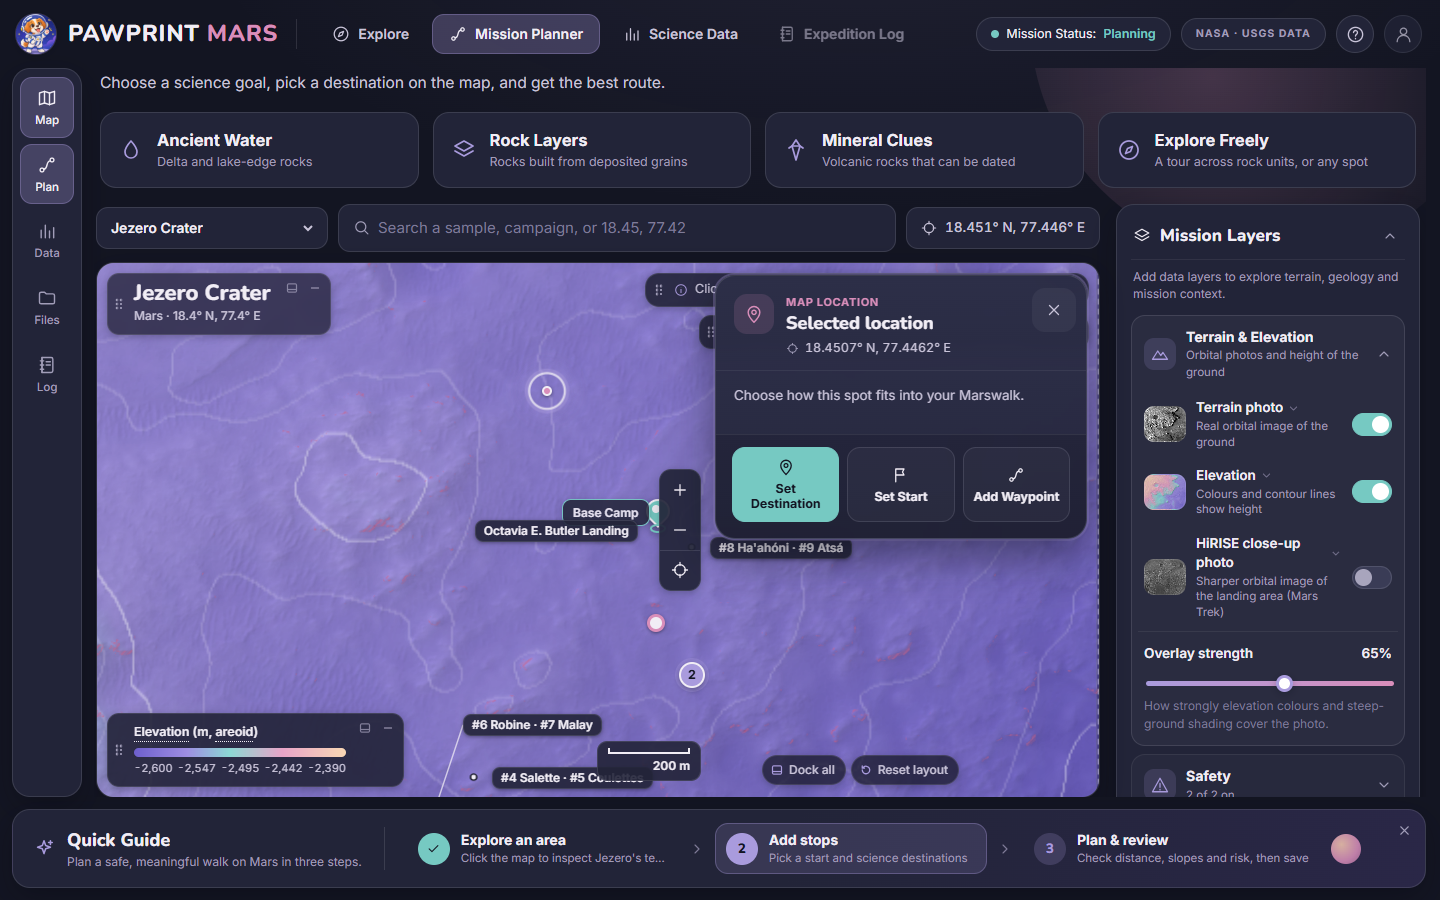 PAWPRINT MARS
Explore
Mission Planner
Science Data
Expedition Log
Mission Status: Planning
NASA · USGS DATA
Map
Plan
Data
Files
Log
Choose a science goal, pick a destination on the map, and get the best route.
Ancient Water
Delta and lake-edge rocks
Rock Layers
Rocks built from deposited grains
Mineral Clues
Volcanic rocks that can be dated
Explore Freely
A tour across rock units, or any spot
Jezero Crater
Search a sample, campaign, or 18.45, 77.42
18.451° N, 77.446° E
Jezero Crater
Mars · 18.4° N, 77.4° E
Clic
MAP LOCATION
Selected location
18.4507° N, 77.4462° E
Choose how this spot fits into your Marswalk.
Set
Destination
Set Start
Add Waypoint
Base Camp
Octavia E. Butler Landing
#8 Ha'ahóni · #9 Atsá
2
#6 Robine · #7 Malay
#4 Salette · #5 Coulettes
200 m
Dock all
Reset layout
Elevation (m, areoid)
-2,600 -2,547 -2,495 -2,442 -2,390
Mission Layers
Add data layers to explore terrain, geology and
mission context.
Terrain & Elevation
Orbital photos and height of the
ground
Terrain photo
Real orbital image of the
ground
Elevation
Colours and contour lines
show height
HiRISE close-up
photo
Sharper orbital image of
the landing area (Mars
Trek)
Overlay strength
65%
How strongly elevation colours and steep-
ground shading cover the photo.
Safety
2 of 2 on
Quick Guide
Plan a safe, meaningful walk on Mars in three steps.
Explore an area
Click the map to inspect Jezero's te...
2
Add stops
Pick a start and science destinations
3
Plan & review
Check distance, slopes and risk, then save